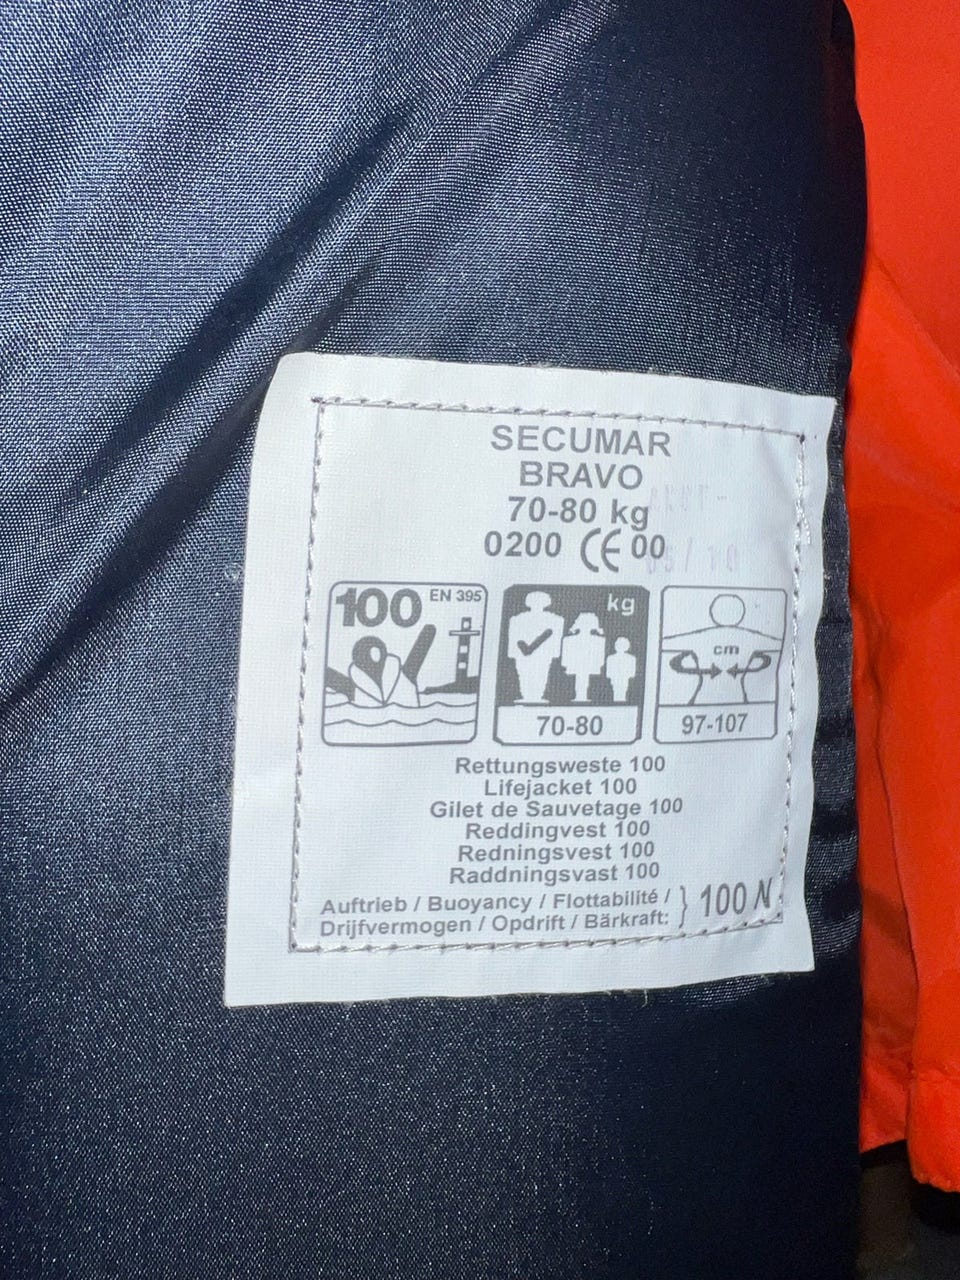 SECUMAR
BRAVO
70-80 kg
0200 CE 00
100 EN 395
kg
70-80
cm
97-107
Rettungsweste 100
Lifejacket 100
Gilet de Sauvetage 100
Reddingvest 100
Redningsvest 100
Raddningsvast 100
Auftrieb / Buoyancy / Flottabilité /
Drijfvermogen / Opdrift / Bärkraft: } 100 N